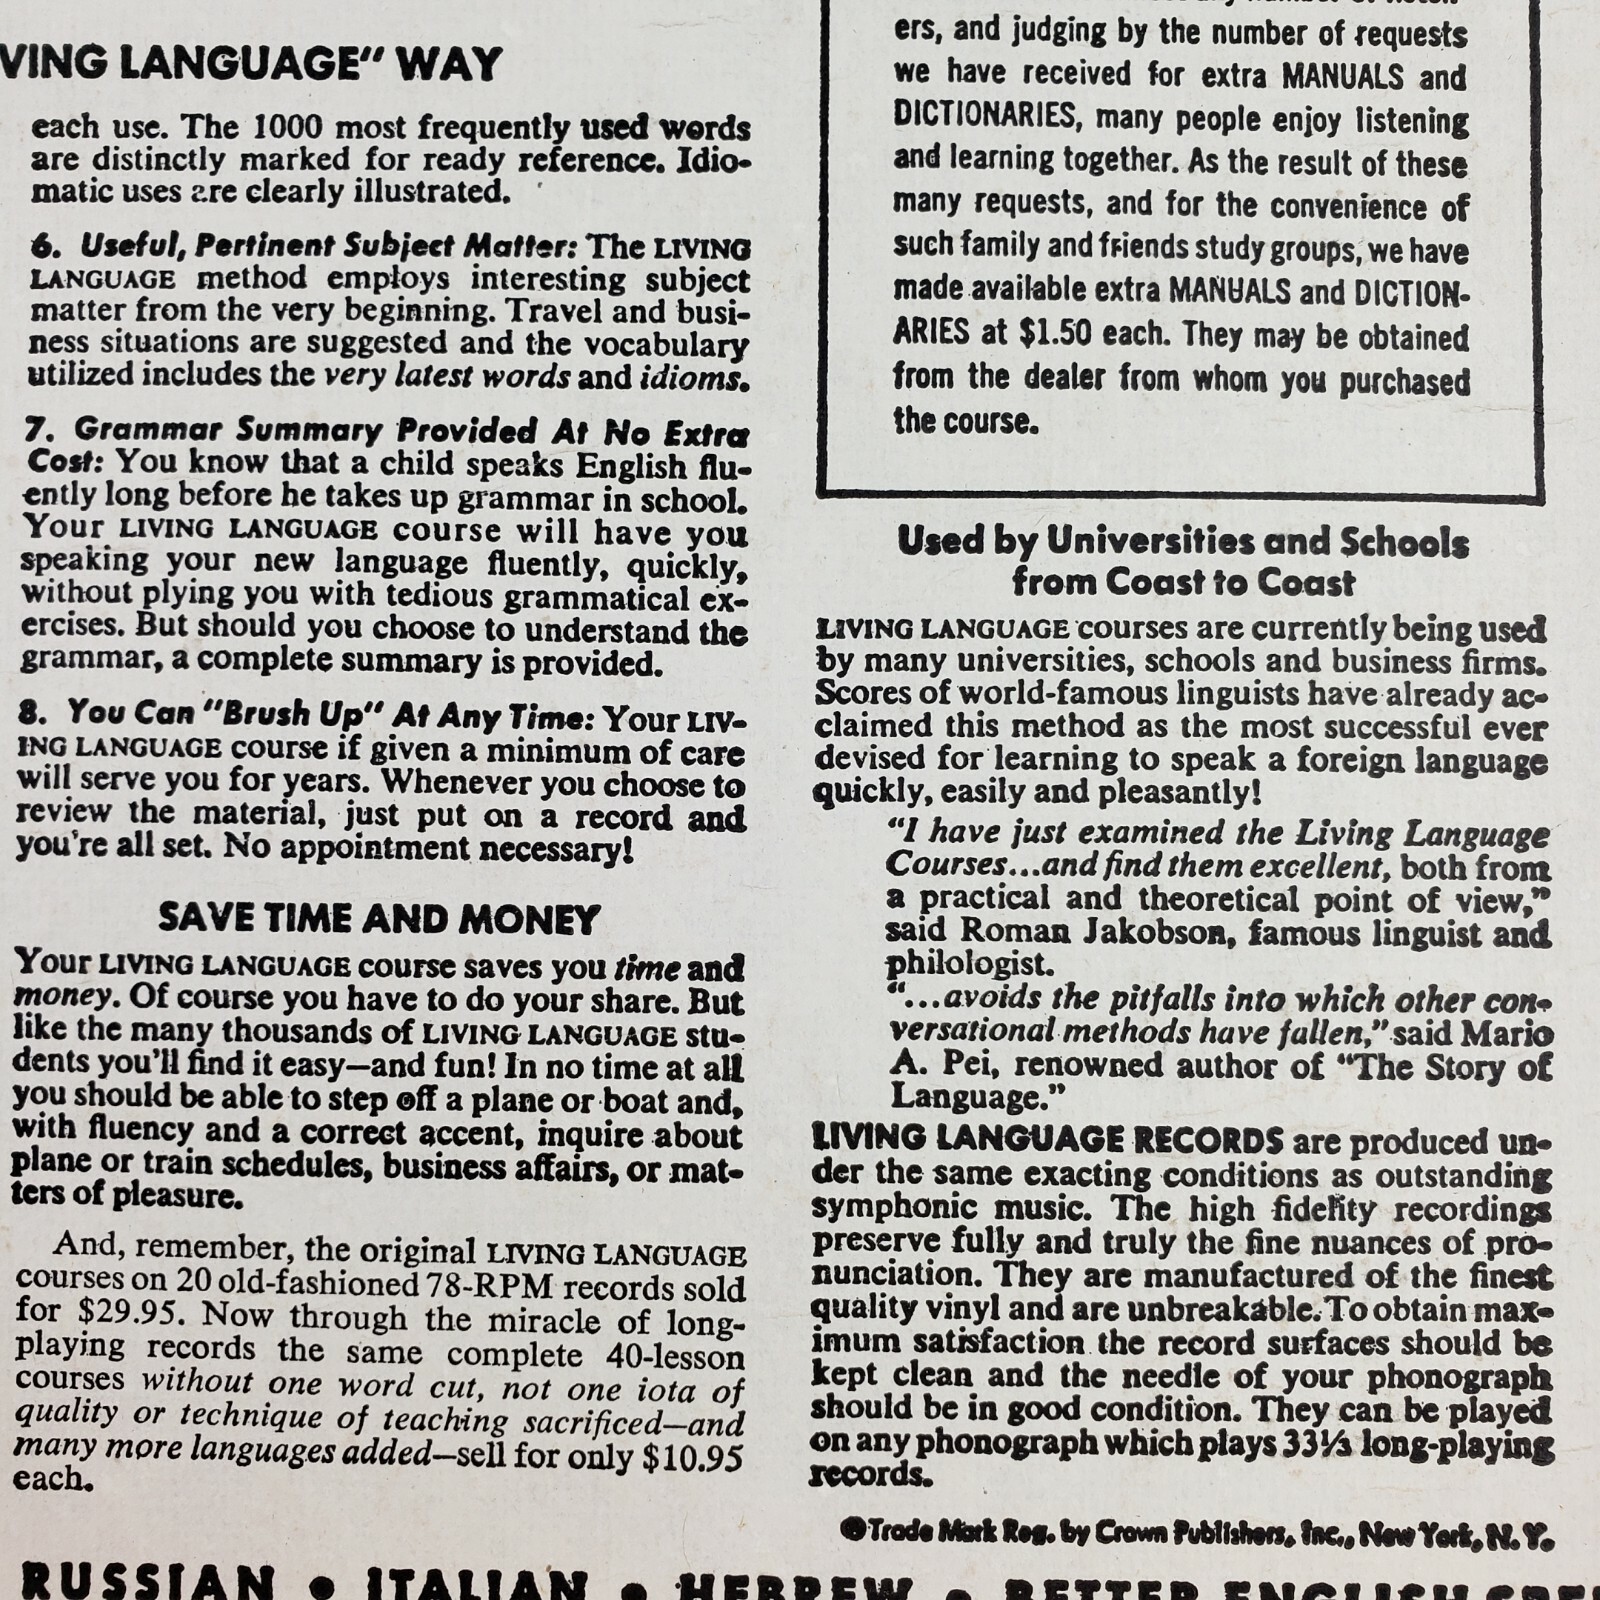 VING LANGUAGE" WAY
each use. The 1000 most frequently used words
are distinctly marked for ready reference. Idio-
matic uses are clearly illustrated.
6. Useful, Pertinent Subject Matter: The LIVING
LANGUAGE method employs interesting subject
matter from the very beginning. Travel and busi-
ness situations are suggested and the vocabulary
utilized includes the very latest words and idioms.
7. Grammar Summary Provided At No Extra
Cost: You know that a child speaks English flu-
ently long before he takes up grammar in school.
Your LIVING LANGUAGE course will have you
speaking your new language fluently, quickly,
without plying you with tedious grammatical ex-
ercises. But should you choose to understand the
grammar, a complete summary is provided.
8. You Can "Brush Up" At Any Time: Your LIV-
ING LANGUAGE course if given a minimum of care
will serve you for years. Whenever you choose to
review the material, just put on a record and
you're all set. No appointment necessary!
SAVE TIME AND MONEY
Your LIVING LANGUAGE course saves you time and
money. Of course you have to do your share. But
like the many thousands of LIVING LANGUAGE stu-
dents you'll find it easy—and fun! In no time at all
you should be able to step off a plane or boat and,
with fluency and a correct accent, inquire about
plane or train schedules, business affairs, or mat-
ters of pleasure.
And, remember, the original LIVING LANGUAGE
courses on 20 old-fashioned 78-RPM records sold
for $29.95. Now through the miracle of long-
playing records the same complete 40-lesson
courses without one word cut, not one iota of
quality or technique of teaching sacrificed—and
many more languages added—sell for only $10.95
each.
ers, and judging by the number of requests
we have received for extra MANUALS and
DICTIONARIES, many people enjoy listening
and learning together. As the result of these
many requests, and for the convenience of
such family and friends study groups, we have
made available extra MANUALS and DICTION-
ARIES at $1.50 each. They may be obtained
from the dealer from whom you purchased
the course.
Used by Universities and Schools
from Coast to Coast
LIVING LANGUAGE courses are currently being used
by many universities, schools and business firms.
Scores of world-famous linguists have already ac-
claimed this method as the most successful ever
devised for learning to speak a foreign language
quickly, easily and pleasantly!
"I have just examined the Living Language
Courses...and find them excellent, both from
a practical and theoretical point of view,"
said Roman Jakobson, famous linguist and
philologist.
"...avoids the pitfalls into which other con-
versational methods have fallen," said Mario
A. Pei, renowned author of "The Story of
Language."
LIVING LANGUAGE RECORDS are produced un-
der the same exacting conditions as outstanding
symphonic music. The high fidelity recordings
preserve fully and truly the fine nuances of pro-
nunciation. They are manufactured of the finest
quality vinyl and are unbreakable. To obtain max-
imum satisfaction the record surfaces should be
kept clean and the needle of your phonograph
should be in good condition. They can be played
on any phonograph which plays 33⅓ long-playing
records.
®Trade Mark Reg. by Crown Publishers, Inc., New York, N. Y.
RUSSIAN • ITALIAN • HEBREW • BETTER ENGLISH